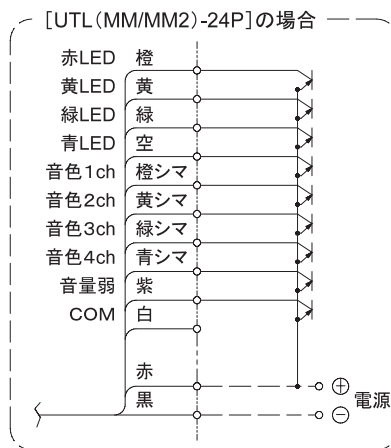 [UTL(MM/MM2)-24P]の場合
赤LED 橙
黄LED 黄
緑LED 緑
青LED 空
音色1ch 橙シマ
音色2ch 黄シマ
音色3ch 緑シマ
音色4ch 青シマ
音量弱 紫
COM 白
赤 ⊕
黒 ⊖
電源